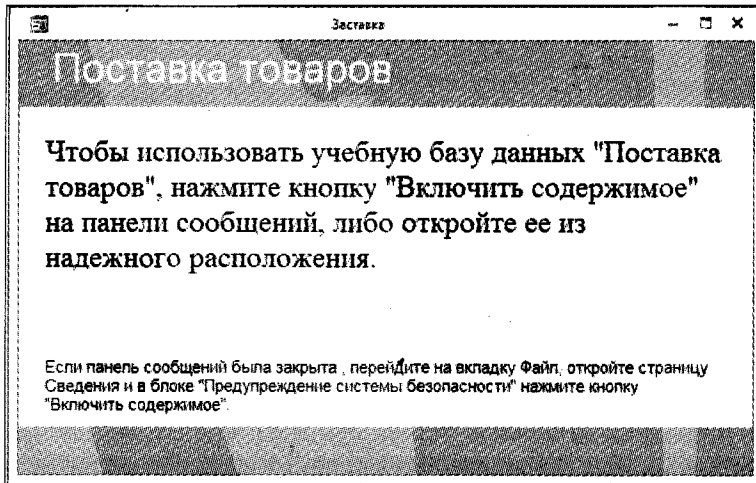 Заставка
Поставка товаров
Чтобы использовать учебную базу данных "Поставка
товаров", нажмите кнопку "Включить содержимое"
на панели сообщений, либо откройте ее из
надежного расположения.
Если панель сообщений была закрыта , перейдите на вкладку Файл, откройте страницу
Сведения и в блоке "Предупреждение системы безопасности" нажмите кнопку
"Включить содержимое".